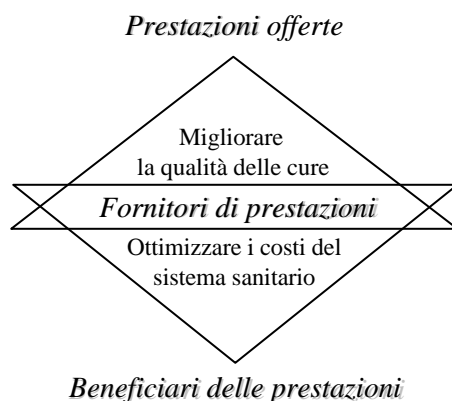 Prestazioni offerte
Migliorare
la qualità delle cure
Fornitori di prestazioni
Ottimizzare i costi del
sistema sanitario
Beneficiari delle prestazioni